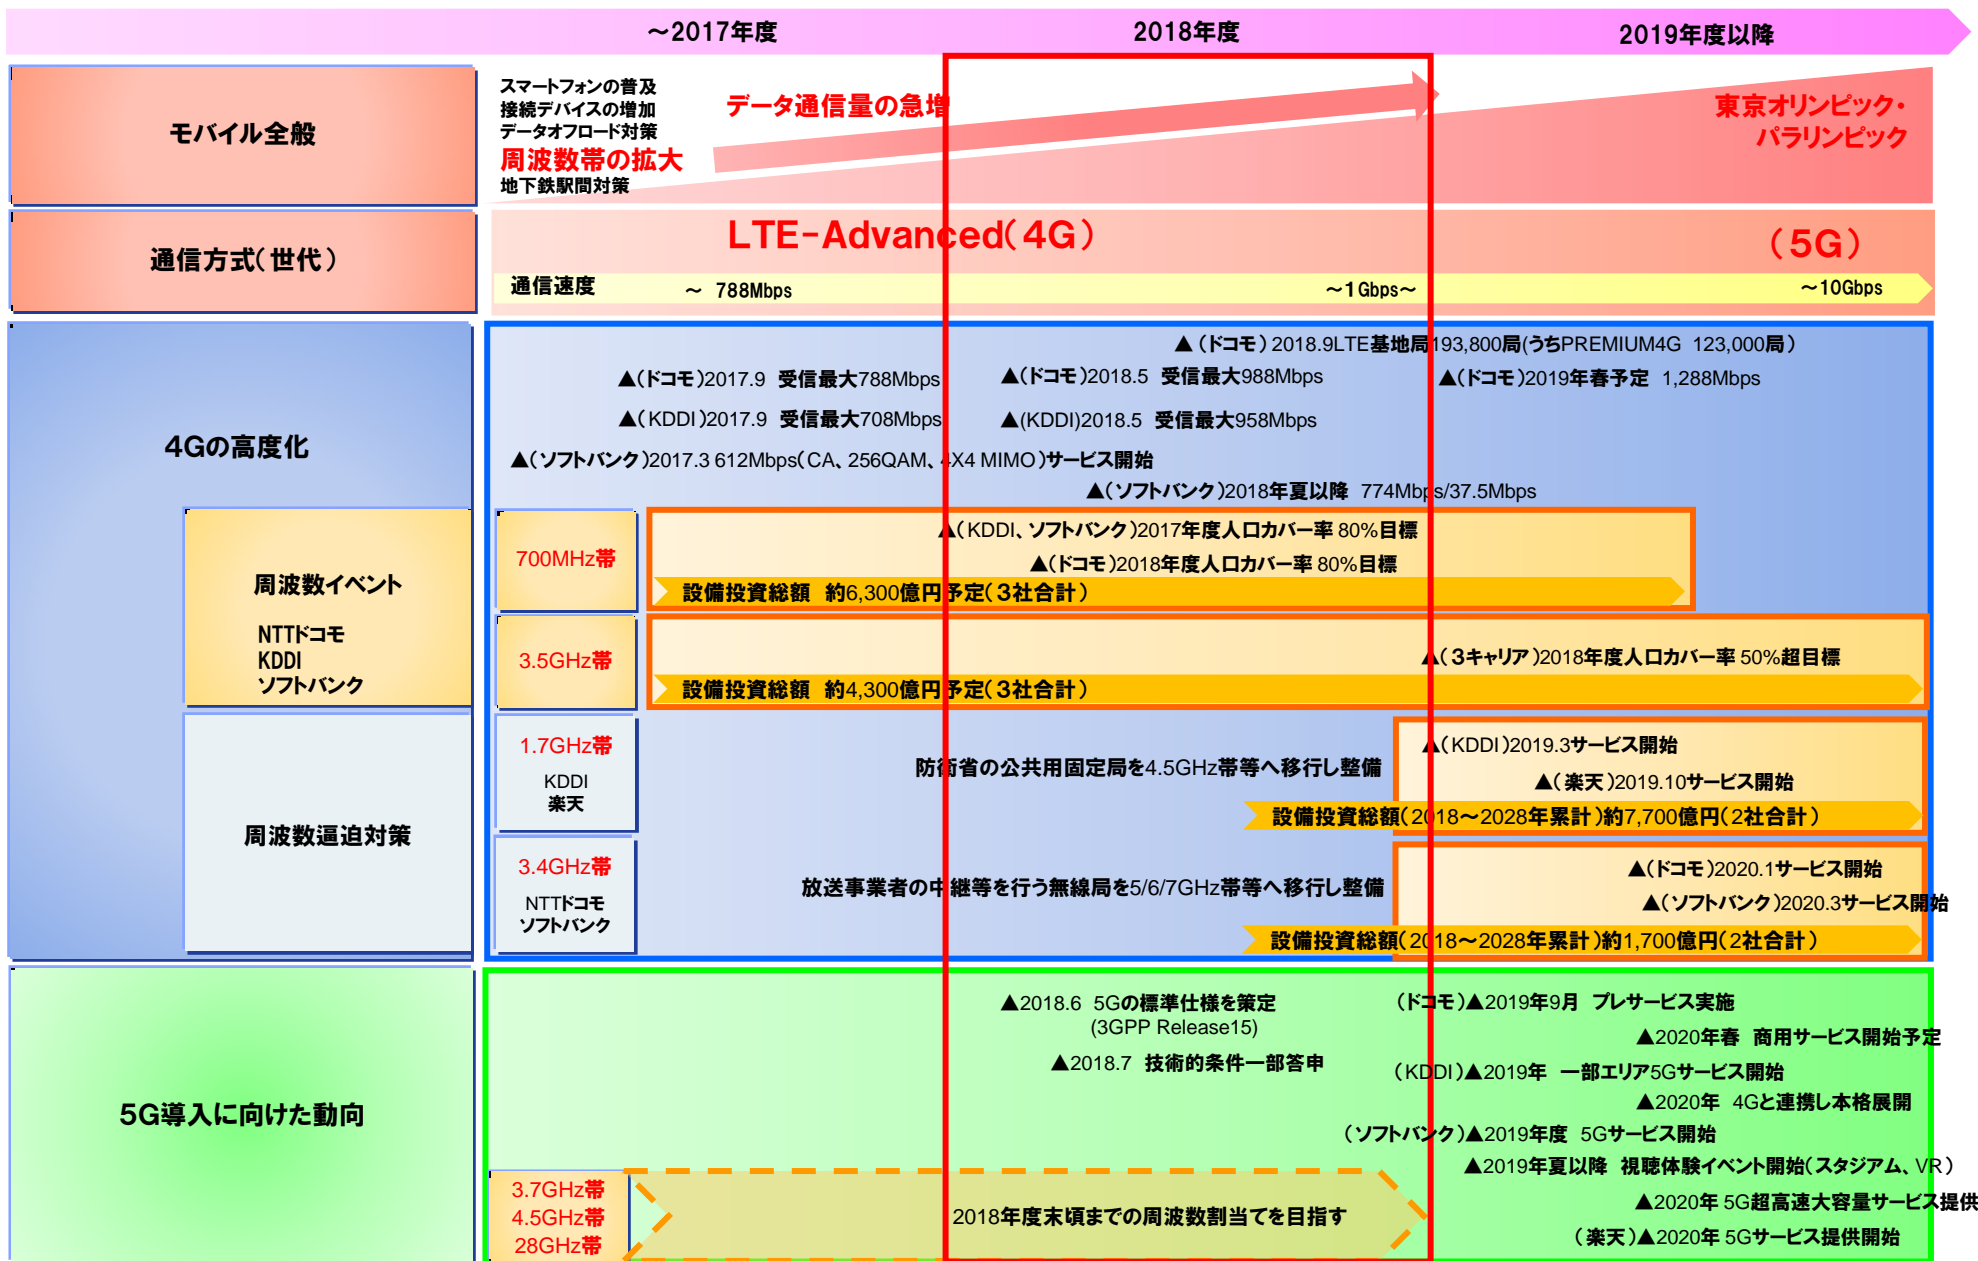 ～2017年度
2018年度
2019年度以降
モバイル全般
スマートフォンの普及
接続デバイスの増加
データオフロード対策
周波数帯の拡大
地下鉄駅間対策
データ通信量の急増
東京オリンピック・
パラリンピック
通信方式（世代）
LTE-Advanced（4G）
（5G）
通信速度
～ 788Mbps
～1Gbps～
～10Gbps
4Gの高度化
▲（ドコモ）2018.9LTE基地局193,800局(うちPREMIUM4G 123,000局）
▲（ドコモ）2017.9 受信最大788Mbps
▲（ドコモ）2018.5 受信最大988Mbps
▲（ドコモ）2019年春予定 1,288Mbps
▲（KDDI）2017.9 受信最大708Mbps
▲(KDDI)2018.5 受信最大958Mbps
▲（ソフトバンク）2017.3 612Mbps（CA、256QAM、4X4 MIMO）サービス開始
▲（ソフトバンク）2018年夏以降 774Mbps/37.5Mbps
周波数イベント
NTTドコモ
KDDI
ソフトバンク
700MHz帯
▲（KDDI、ソフトバンク）2017年度人口カバー率 80%目標
▲（ドコモ）2018年度人口カバー率 80%目標
設備投資総額 約6,300億円予定（3社合計）
3.5GHz帯
▲（3キャリア）2018年度人口カバー率 50%超目標
設備投資総額 約4,300億円予定（3社合計）
周波数逼迫対策
1.7GHz帯
KDDI
楽天
防衛省の公共用固定局を4.5GHz帯等へ移行し整備
▲（KDDI）2019.3サービス開始
▲（楽天）2019.10サービス開始
設備投資総額（2018～2028年累計）約7,700億円（2社合計）
3.4GHz帯
NTTドコモ
ソフトバンク
放送事業者の中継等を行う無線局を5/6/7GHz帯等へ移行し整備
▲（ドコモ）2020.1サービス開始
▲（ソフトバンク）2020.3サービス開始
設備投資総額（2018～2028年累計）約1,700億円（2社合計）
5G導入に向けた動向
▲2018.6 5Gの標準仕様を策定
(3GPP Release15)
▲2018.7 技術的条件一部答申
（ドコモ）▲2019年9月 プレサービス実施
▲2020年春 商用サービス開始予定
（KDDI）▲2019年 一部エリア5Gサービス開始
▲2020年 4Gと連携し本格展開
（ソフトバンク）▲2019年度 5Gサービス開始
▲2019年夏以降 視聴体験イベント開始（スタジアム、VR）
▲2020年 5G超高速大容量サービス提供
（楽天）▲2020年 5Gサービス提供開始
3.7GHz帯
4.5GHz帯
28GHz帯
2018年度末頃までの周波数割当てを目指す